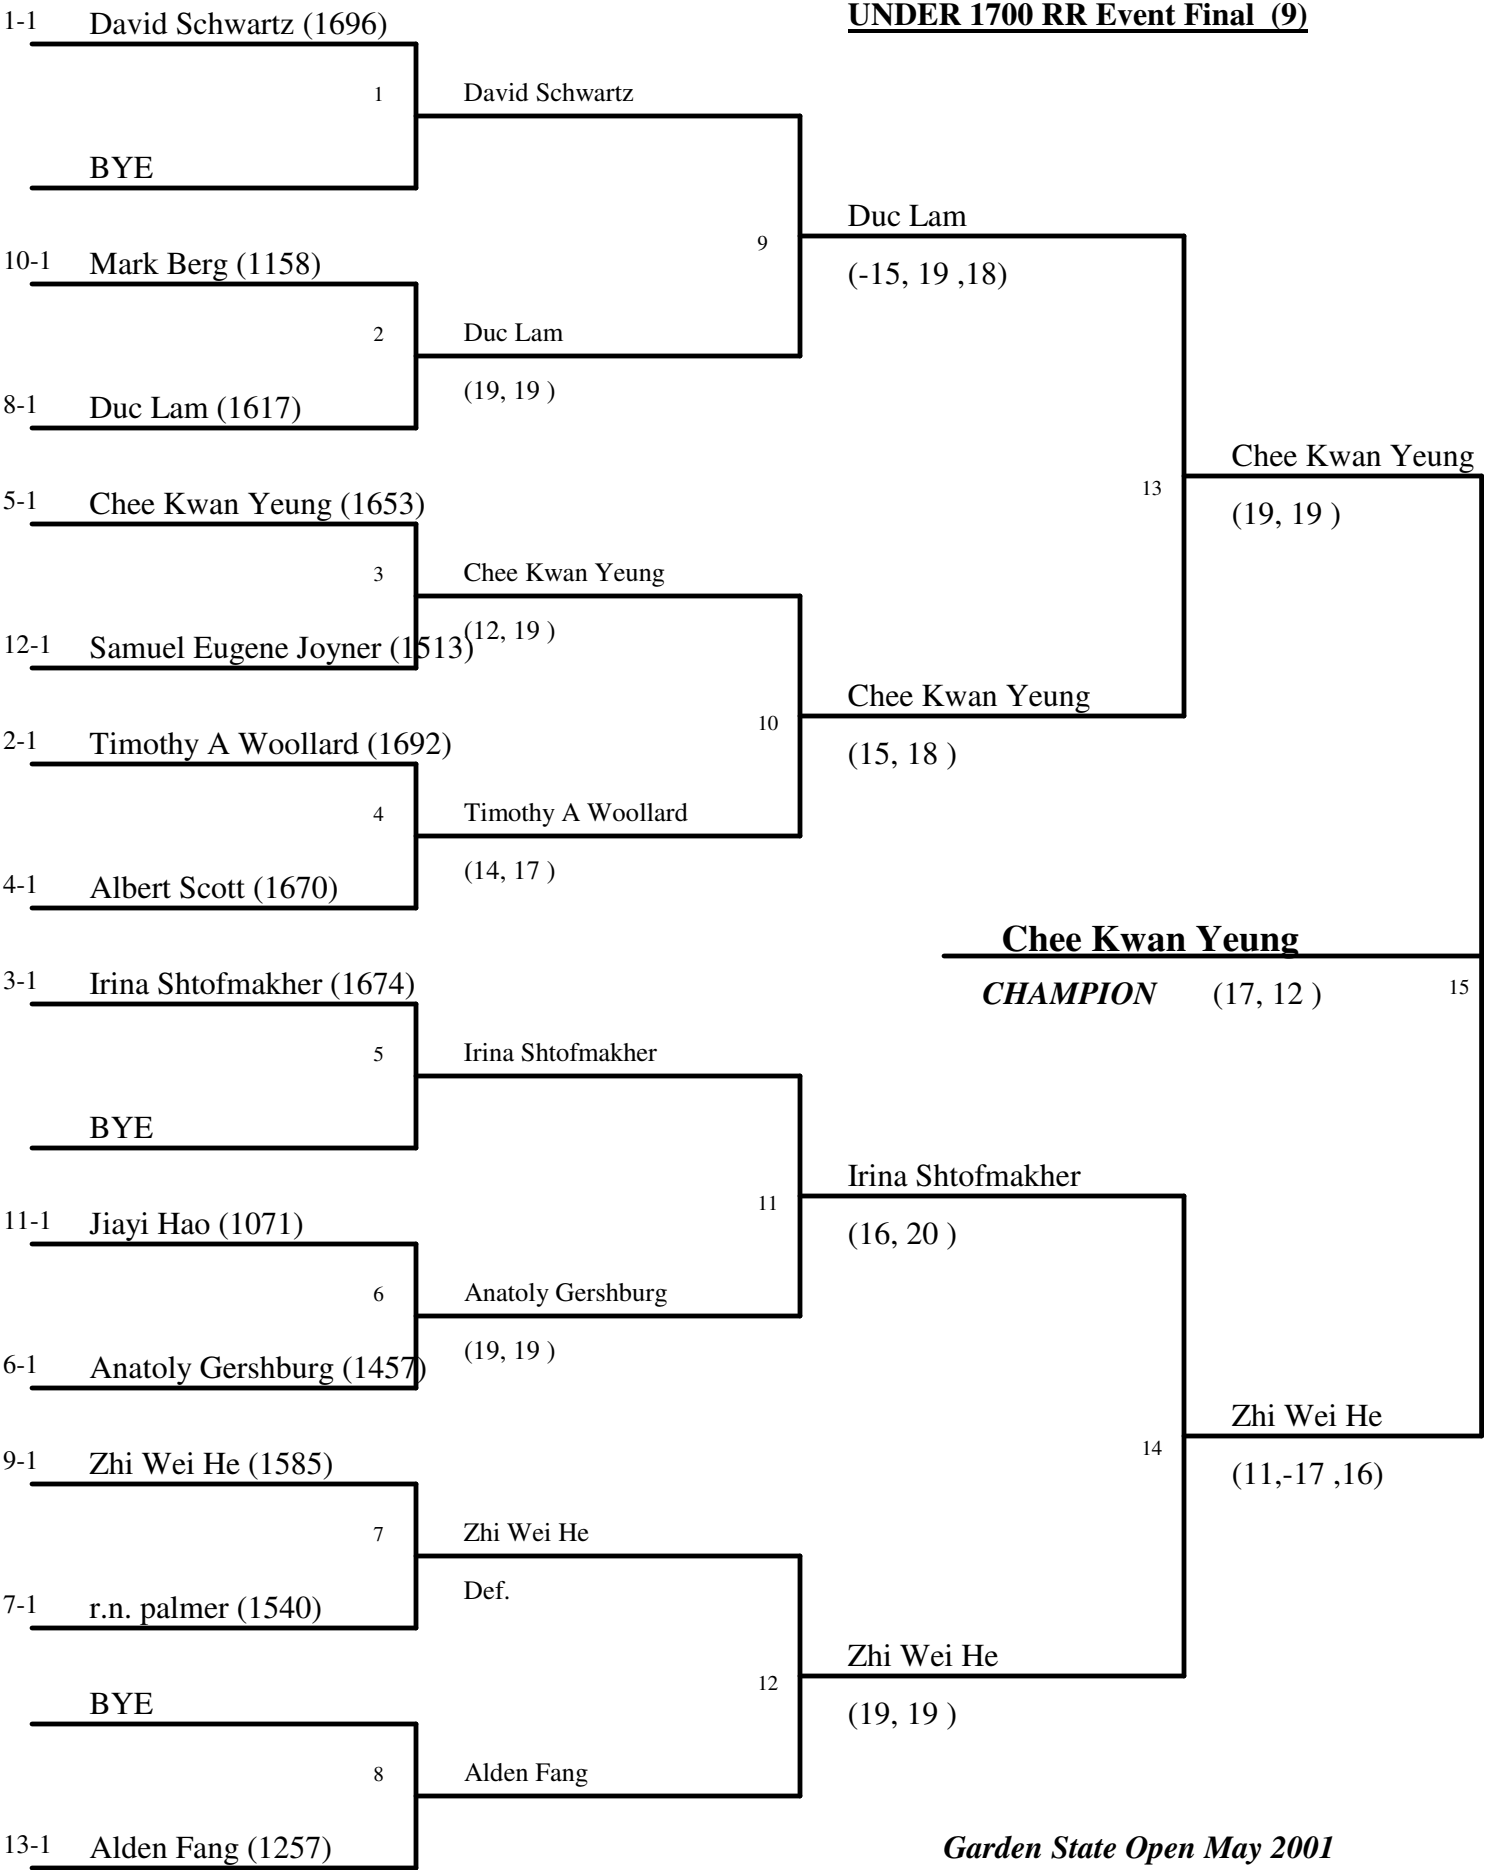 UNDER 1700 RR Event Final  (9)
1-1 David Schwartz (1696)
1 David Schwartz
BYE
Duc Lam
9
(-15, 19 ,18)
10-1 Mark Berg (1158)
2 Duc Lam
(19, 19 )
8-1 Duc Lam (1617)
Chee Kwan Yeung
13
(19, 19 )
5-1 Chee Kwan Yeung (1653)
3 Chee Kwan Yeung
(12, 19 )
12-1 Samuel Eugene Joyner (1513)
Chee Kwan Yeung
10
(15, 18 )
2-1 Timothy A Woollard (1692)
4 Timothy A Woollard
(14, 17 )
4-1 Albert Scott (1670)
Chee Kwan Yeung
CHAMPION (17, 12 ) 15
3-1 Irina Shtofmakher (1674)
5 Irina Shtofmakher
BYE
Irina Shtofmakher
11
(16, 20 )
11-1 Jiayi Hao (1071)
6 Anatoly Gershburg
(19, 19 )
6-1 Anatoly Gershburg (1457)
Zhi Wei He
14
(11,-17 ,16)
9-1 Zhi Wei He (1585)
7 Zhi Wei He
Def.
7-1 r.n. palmer (1540)
Zhi Wei He
12
(19, 19 )
BYE
8 Alden Fang
13-1 Alden Fang (1257)
Garden State Open May 2001